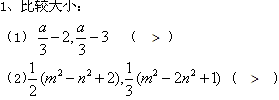 1、比较大小：
（1） a/3 − 2, a/3 − 3 （ ＞ ）
（2） 1/2 (m² − n² + 2), 1/3 (m² − 2n² + 1) （ ＞ ）